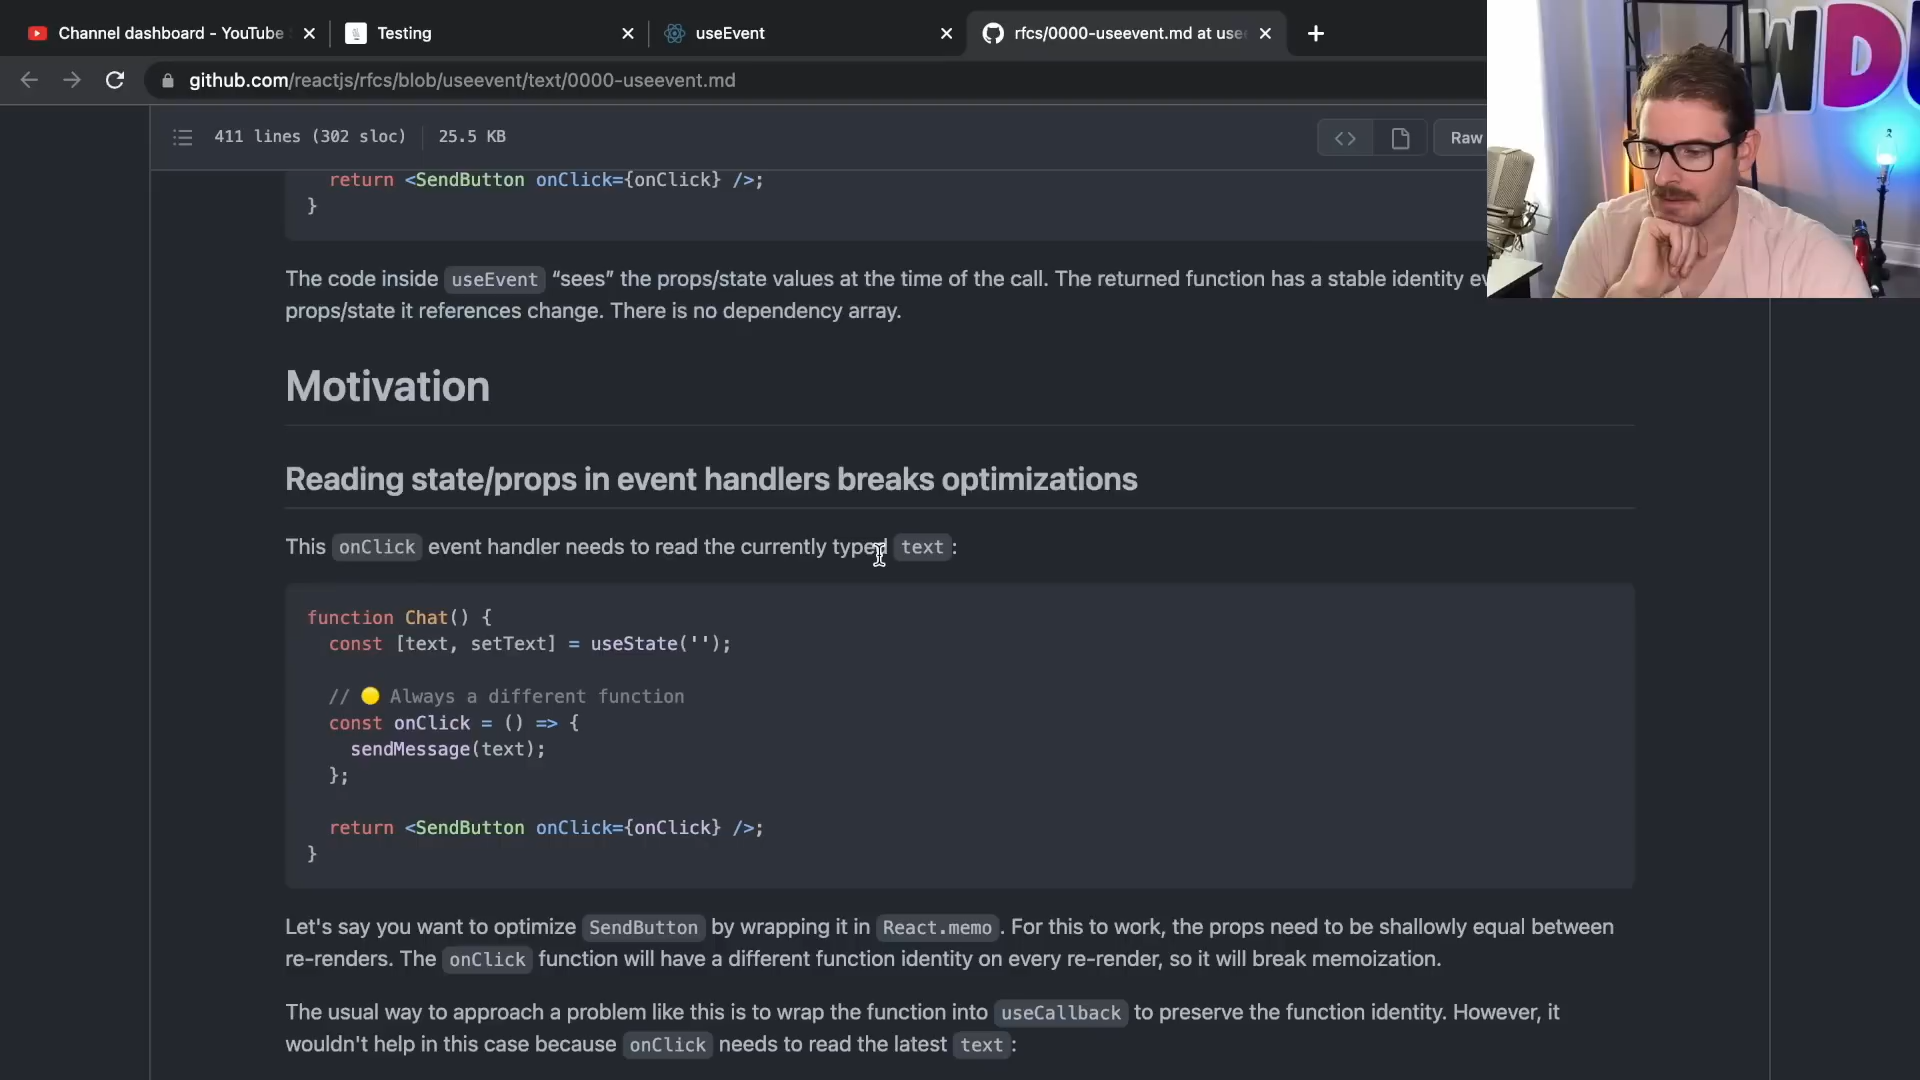 Channel dashboard - YouTube
Testing
useEvent
rfcs/0000-useevent.md at use
github.com/reactjs/rfcs/blob/useevent/text/0000-useevent.md
411 lines (302 sloc)
25.5 KB
Raw
return <SendButton onClick={onClick} />;
}
The code inside useEvent “sees” the props/state values at the time of the call. The returned function has a stable identity
props/state it references change. There is no dependency array.
Motivation
Reading state/props in event handlers breaks optimizations
This onClick event handler needs to read the currently typed text:
function Chat() {
const [text, setText] = useState('');
// 🟡 Always a different function
const onClick = () => {
sendMessage(text);
};
return <SendButton onClick={onClick} />;
}
Let's say you want to optimize SendButton by wrapping it in React.memo. For this to work, the props need to be shallowly equal between
re-renders. The onClick function will have a different function identity on every re-render, so it will break memoization.
The usual way to approach a problem like this is to wrap the function into useCallback to preserve the function identity. However, it
wouldn't help in this case because onClick needs to read the latest text: